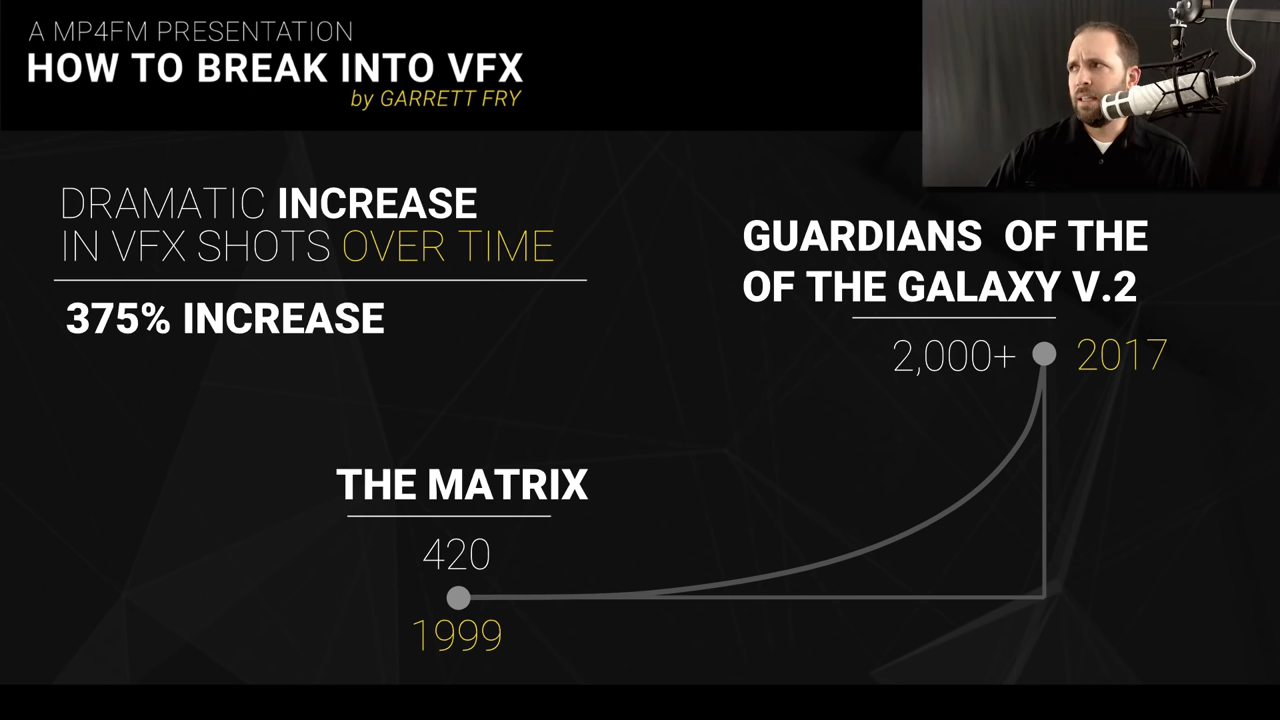 A MP4FM PRESENTATION
HOW TO BREAK INTO VFX
by GARRETT FRY
DRAMATIC INCREASE
IN VFX SHOTS OVER TIME
375% INCREASE
GUARDIANS OF THE
OF THE GALAXY V.2
2,000+ 2017
THE MATRIX
420
1999